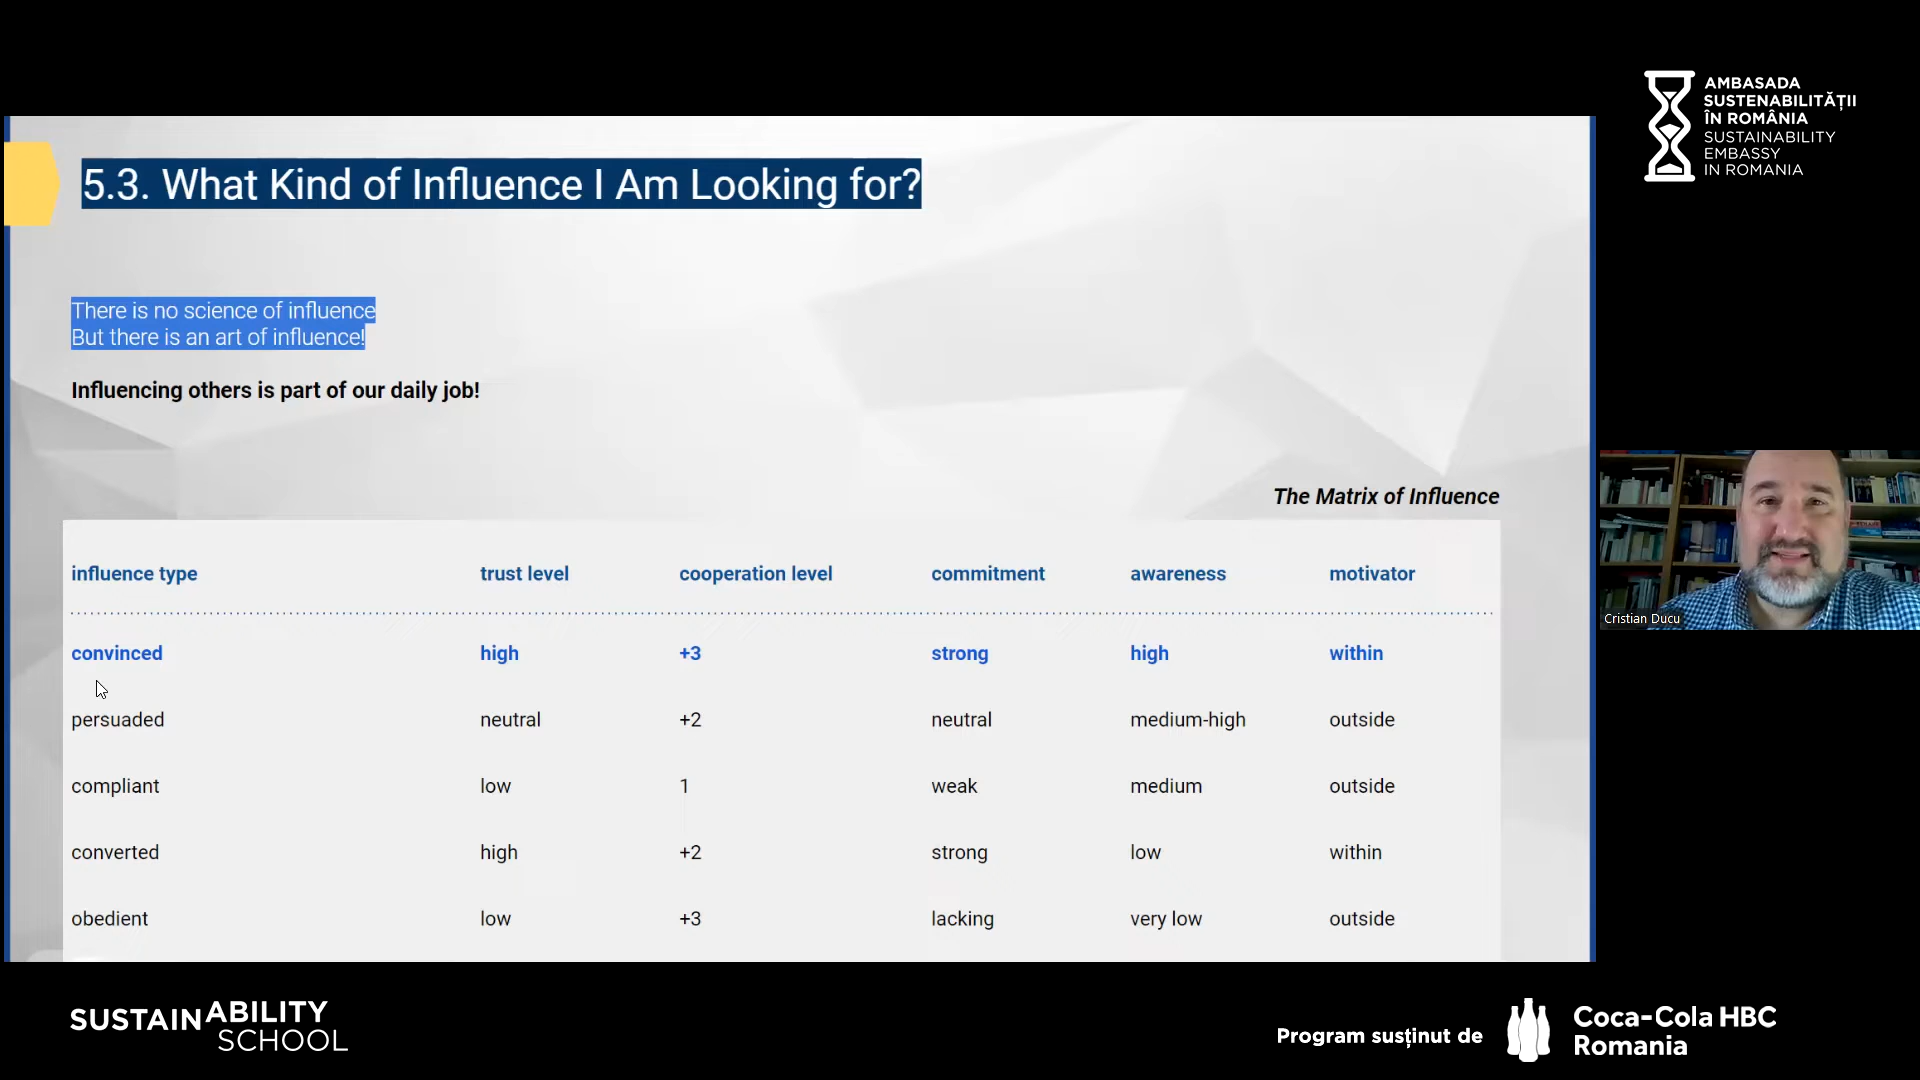 AMBASADA
SUSTENABILITĂȚII
ÎN ROMÂNIA
SUSTAINABILITY
EMBASSY
IN ROMANIA
5.3. What Kind of Influence I Am Looking for?
There is no science of influence
But there is an art of influence!
Influencing others is part of our daily job!
The Matrix of Influence
influence type trust level cooperation level commitment awareness motivator
convinced high +3 strong high within
persuaded neutral +2 neutral medium-high outside
compliant low 1 weak medium outside
converted high +2 strong low within
obedient low +3 lacking very low outside
Cristian Ducu
SUSTAINABILITY
SCHOOL
Program susținut de
Coca-Cola HBC
Romania